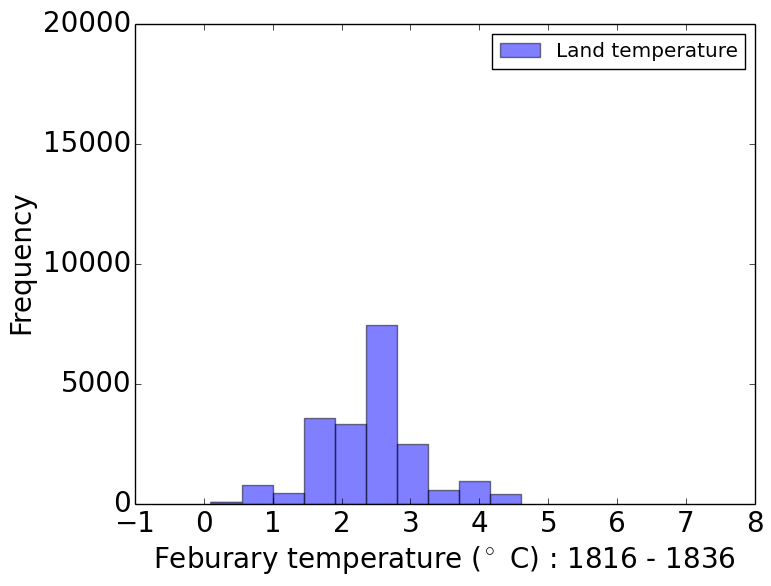 20000
Land temperature
15000
Frequency
10000
5000
0
−1 0 1 2 3 4 5 6 7 8
Feburary temperature (° C) : 1816 - 1836